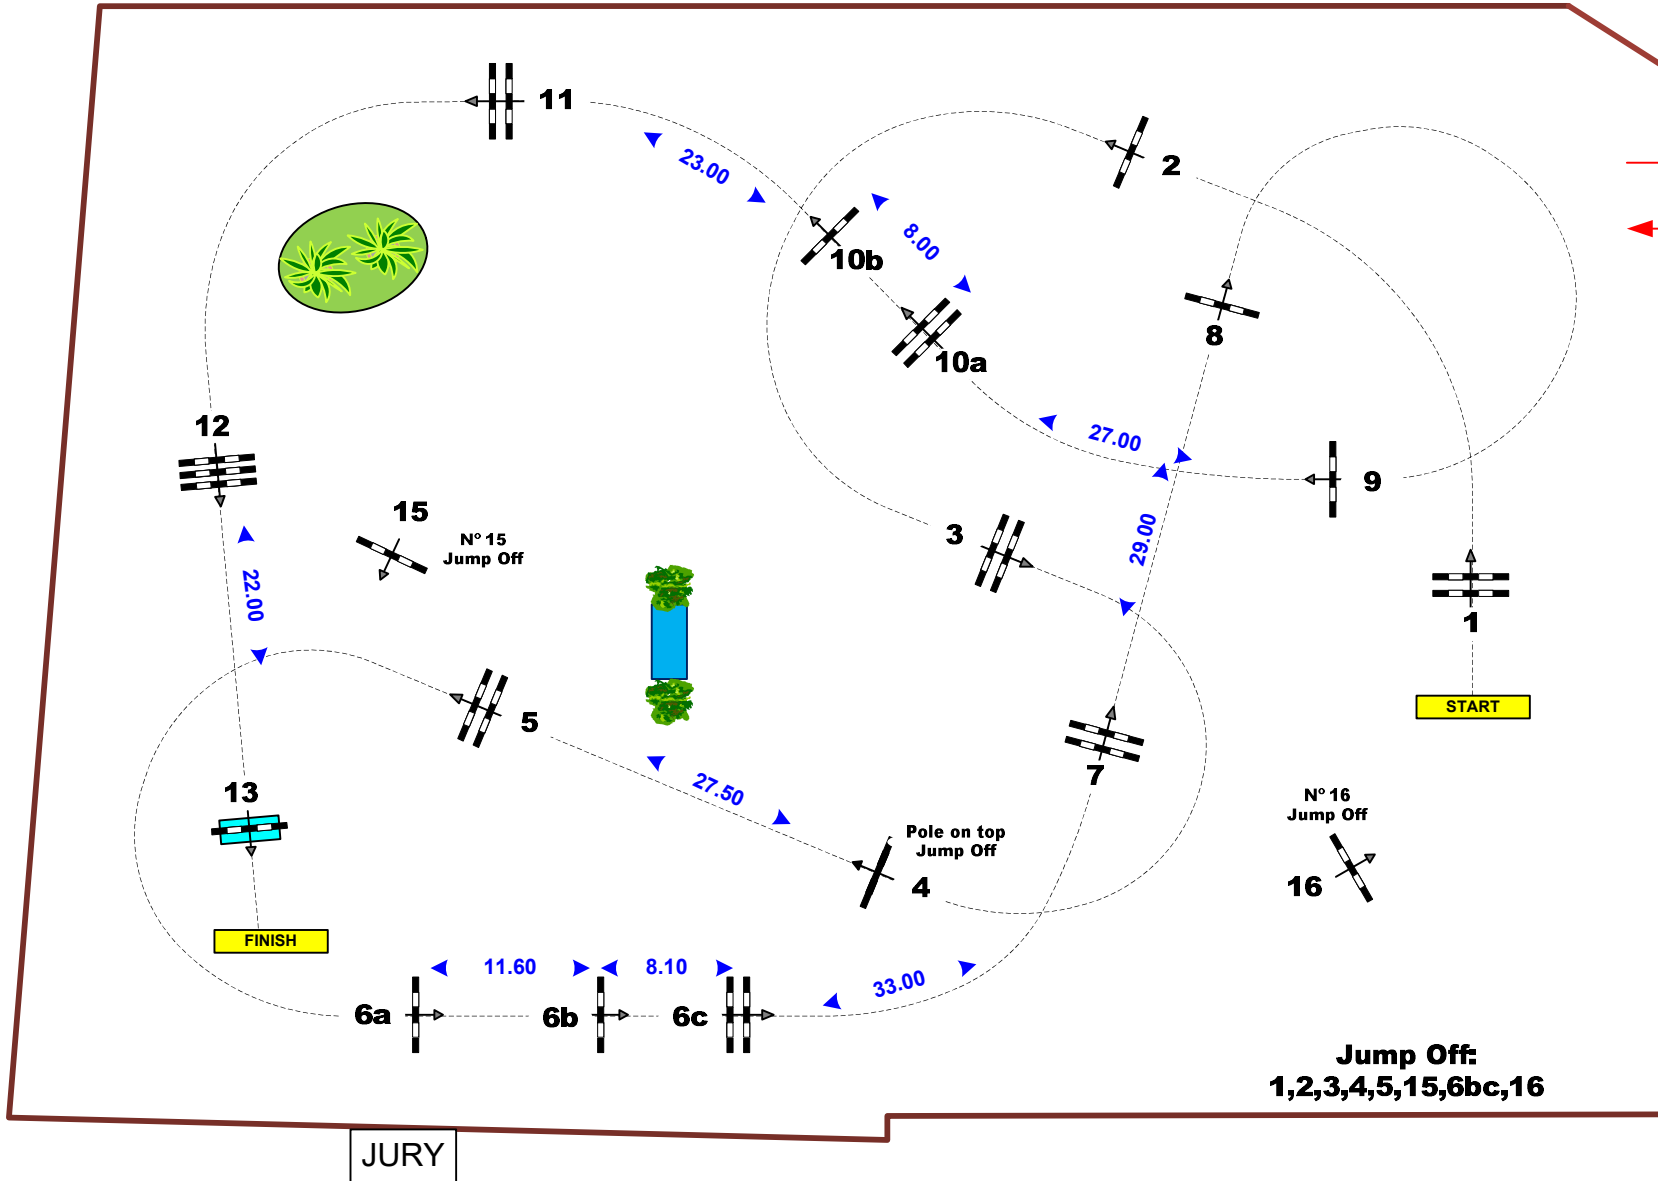 11
2
23.00
8.00
10b
8
10a
12
27.00
9
15
Nº 15
Jump Off
3
29.00
22.00
1
START
5
7
27.50
13
Nº 16
Jump Off
Pole on top
Jump Off
4
16
FINISH
11.60
8.10
33.00
6a
6b
6c
Jump Off:
1,2,3,4,5,15,6bc,16
JURY